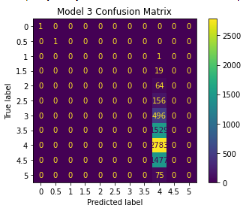 Model 3 Confusion Matrix
True label
0 1 0 0 0 0 0 0 0 0 0 0
0.5 0 1 0 0 0 0 0 0 0 0 0
1 0 0 0 0 0 0 0 0 1 0 0
1.5 0 0 0 0 0 0 0 0 19 0 0
2 0 0 0 0 0 0 0 0 64 0 0
2.5 0 0 0 0 0 0 0 0 156 0 0
3 0 0 0 0 0 0 0 0 496 0 0
3.5 0 0 0 0 0 0 0 0 1529 0 0
4 0 0 0 0 0 0 0 0 2783 0 0
4.5 0 0 0 0 0 0 0 0 1477 0 0
5 0 0 0 0 0 0 0 0 75 0 0
0 0.5 1 1.5 2 2.5 3 3.5 4 4.5 5
Predicted label
2500
2000
1500
1000
500
0